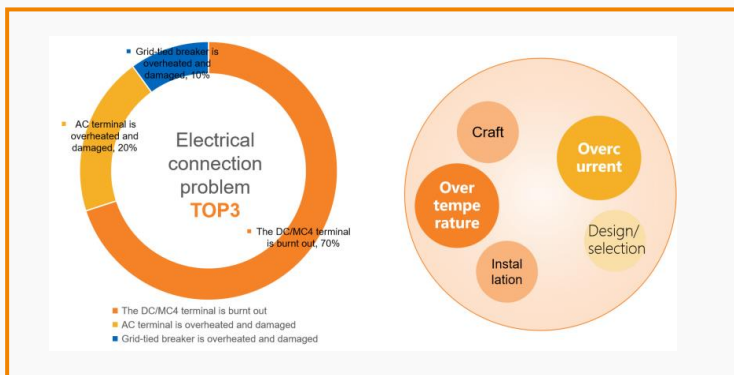 Grid-tied breaker is
overheated and
damaged, 10%
AC terminal is
overheated and
damaged, 20%
Electrical
connection
problem
TOP3
The DC/MC4 terminal
is burnt out, 70%
The DC/MC4 terminal is burnt out
AC terminal is overheated and damaged
Grid-tied breaker is overheated and damaged
Craft
Overc
urrent
Over
tempe
rature
Design/
selection
Instal
lation